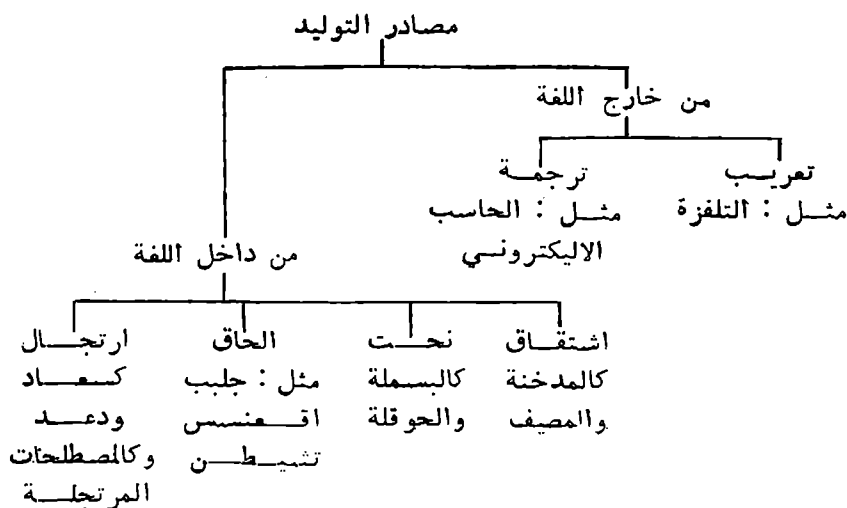 مصادر التوليد
من خارج اللغة
تعريب
مثل : التلفزة
ترجمة
مثل : الحاسب
الاليكتروني
من داخل اللغة
اشتقاق
كالمدخنة
والمصيف
نحت
كالبسملة
والحوقلة
الحاق
مثل : جلبب
اقعنسس
تشيطن
ارتجال
كسعاد
ودعد
وكالمصطلحات
المرتجلة